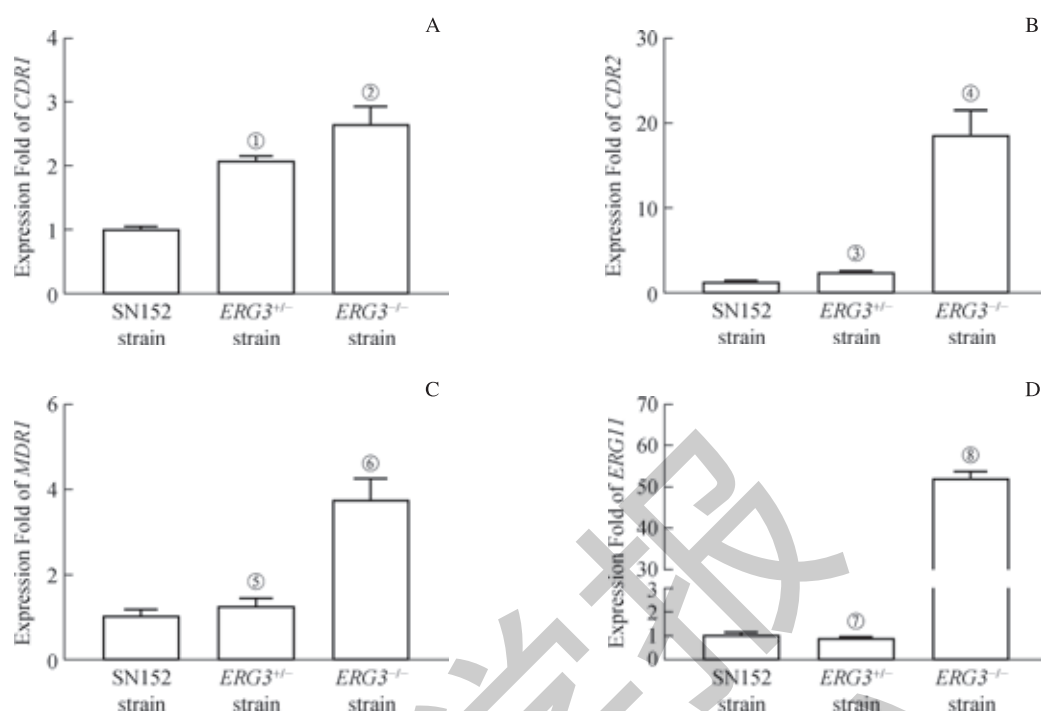 A
Expression Fold of CDR1
4
3
2
1
0
①
②
SN152 strain
ERG3+/− strain
ERG3−/− strain
B
Expression Fold of CDR2
30
20
10
0
③
④
SN152 strain
ERG3+/− strain
ERG3−/− strain
C
Expression Fold of MDR1
6
4
2
0
⑤
⑥
SN152 strain
ERG3+/− strain
ERG3−/− strain
D
Expression Fold of ERG11
70
60
50
40
30
3
2
1
0
⑦
⑧
SN152 strain
ERG3+/− strain
ERG3−/− strain
学报